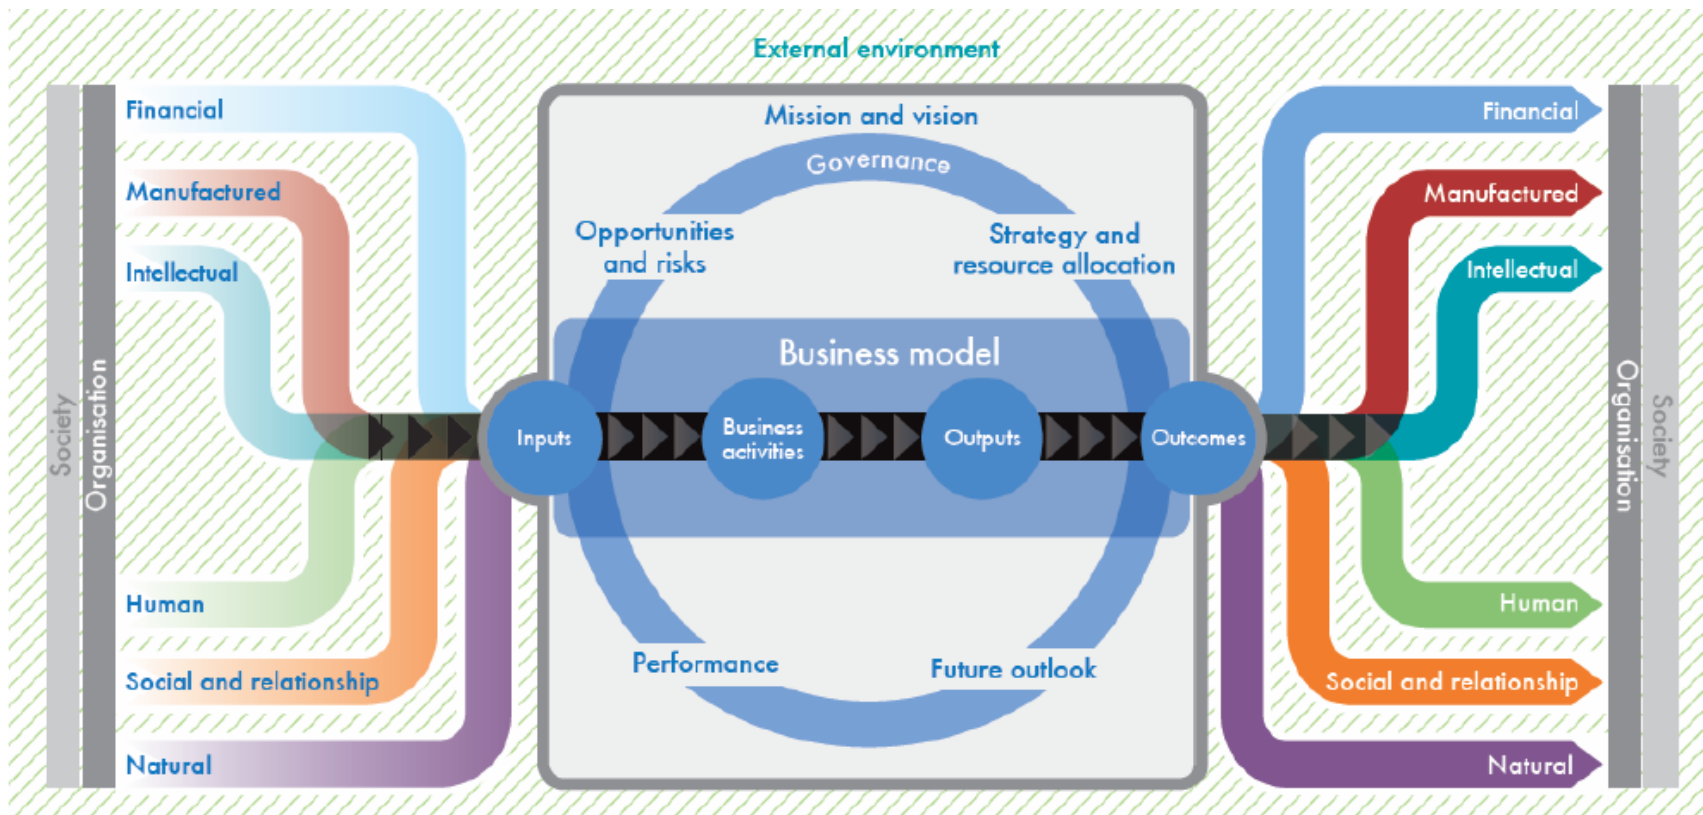 External environment
Society
Organisation
Financial
Manufactured
Intellectual
Human
Social and relationship
Natural
Mission and vision
Governance
Opportunities
and risks
Strategy and
resource allocation
Business model
Inputs
Business
activities
Outputs
Outcomes
Performance
Future outlook
Financial
Manufactured
Intellectual
Human
Social and relationship
Natural
Organisation
Society